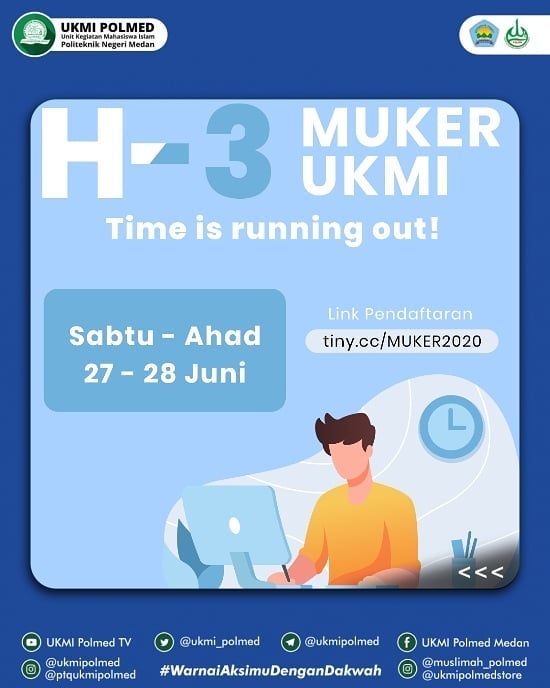 UKMI POLMED
Unit Kegiatan Mahasiswa Islam
Politeknik Negeri Medan
H-3
MUKER
UKMI
Time is running out!
Sabtu - Ahad
27 - 28 Juni
Link Pendaftaran
tiny.cc/MUKER2020
<<<
UKMI Polmed TV
@ukmi_polmed
@ukmipolmed
UKMI Polmed Medan
@ukmipolmed
@ptqukmipolmed
#WarnaiAksimuDenganDakwah
@muslimah_polmed
@ukmipolmedstore